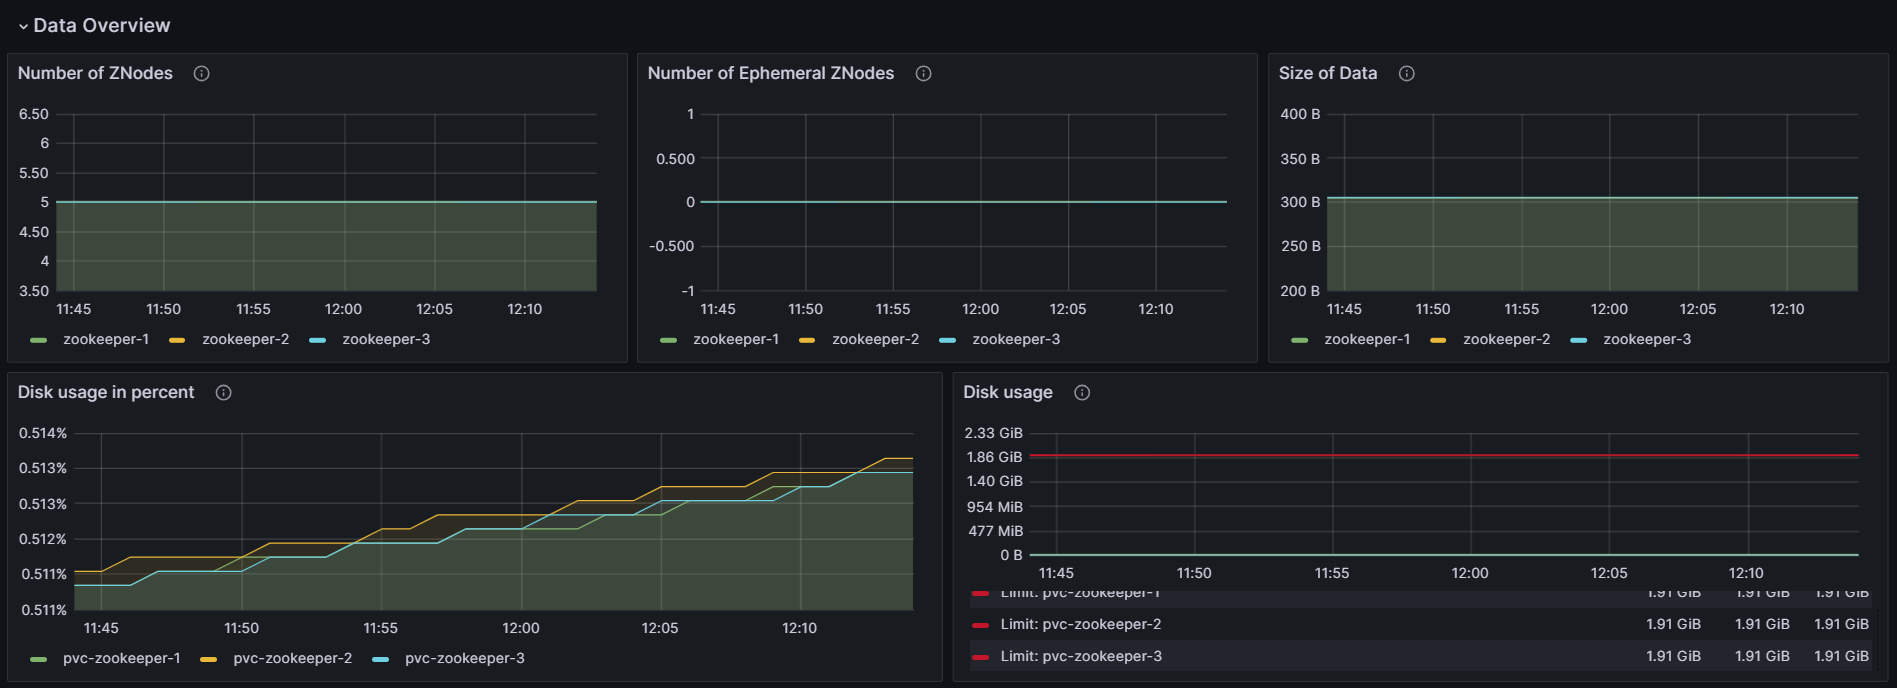 Data Overview
Number of ZNodes
6.50
6
5.50
5
4.50
4
3.50
11:45 11:50 11:55 12:00 12:05 12:10
zookeeper-1 zookeeper-2 zookeeper-3
Number of Ephemeral ZNodes
1
0.500
0
-0.500
-1
11:45 11:50 11:55 12:00 12:05 12:10
zookeeper-1 zookeeper-2 zookeeper-3
Size of Data
400 B
350 B
300 B
250 B
200 B
11:45 11:50 11:55 12:00 12:05 12:10
zookeeper-1 zookeeper-2 zookeeper-3
Disk usage in percent
0.514%
0.513%
0.513%
0.512%
0.511%
0.511%
11:45 11:50 11:55 12:00 12:05 12:10
pvc-zookeeper-1 pvc-zookeeper-2 pvc-zookeeper-3
Disk usage
2.33 GiB
1.86 GiB
1.40 GiB
954 MiB
477 MiB
0 B
11:45 11:50 11:55 12:00 12:05 12:10
Limit: pvc-zookeeper-1 1.91 GiB 1.91 GiB 1.91 GiB
Limit: pvc-zookeeper-2 1.91 GiB 1.91 GiB 1.91 GiB
Limit: pvc-zookeeper-3 1.91 GiB 1.91 GiB 1.91 GiB